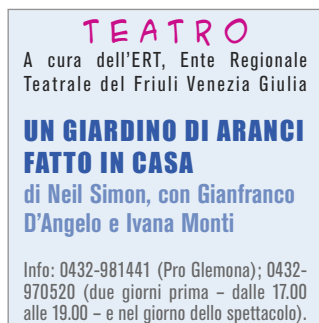 TEATRO
A cura dell'ERT, Ente Regionale
Teatrale del Friuli Venezia Giulia
UN GIARDINO DI ARANCI
FATTO IN CASA
di Neil Simon, con Gianfranco
D'Angelo e Ivana Monti
Info: 0432-981441 (Pro Glemona); 0432-
970520 (due giorni prima – dalle 17.00
alle 19.00 – e nel giorno dello spettacolo).